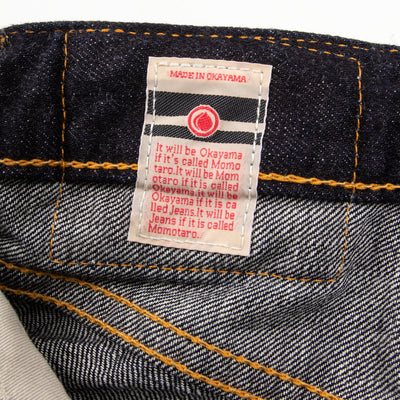 MADE IN OKAYAMA
It will be Okayama
if it's called Momo
taro.It will be Mom
otaro if it is called
Okayama.It will be
Okayama if it is ca
lled Jeans.It will be
Jeans if it is called
Momotaro.